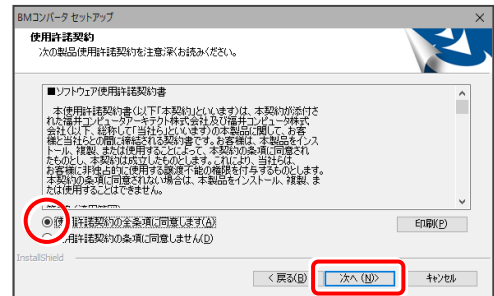 BMコンバータ セットアップ
使用許諾契約
次の製品使用許諾契約を注意深くお読みください。
■ソフトウェア使用許諾契約書
本使用許諾契約書(以下「本契約」といいます)は、本契約が添付さ
れた福井コンピュータアーキテクト株式会社及び福井コンピュータ株式
会社(以下、総称して「当社」といいます)の本製品に関して、お客
様と当社らとの間に締結される契約書です。お客様は、本製品をインス
トール、複製、または使用することによって、本契約の条項に同意され
たものとし、本契約は成立したものとします。これにより、当社らは、
お客様に非独占的に使用する譲渡不能の権限を付与するものとします。
本契約の条項に同意されない場合は、本製品をインストール、複製、ま
たは使用することはできません。
使用許諾契約の全条項に同意します(A)
用許諾契約の条項に同意しません(D)
印刷(P)
InstallShield
< 戻る(B)
次へ (N)>
キャンセル